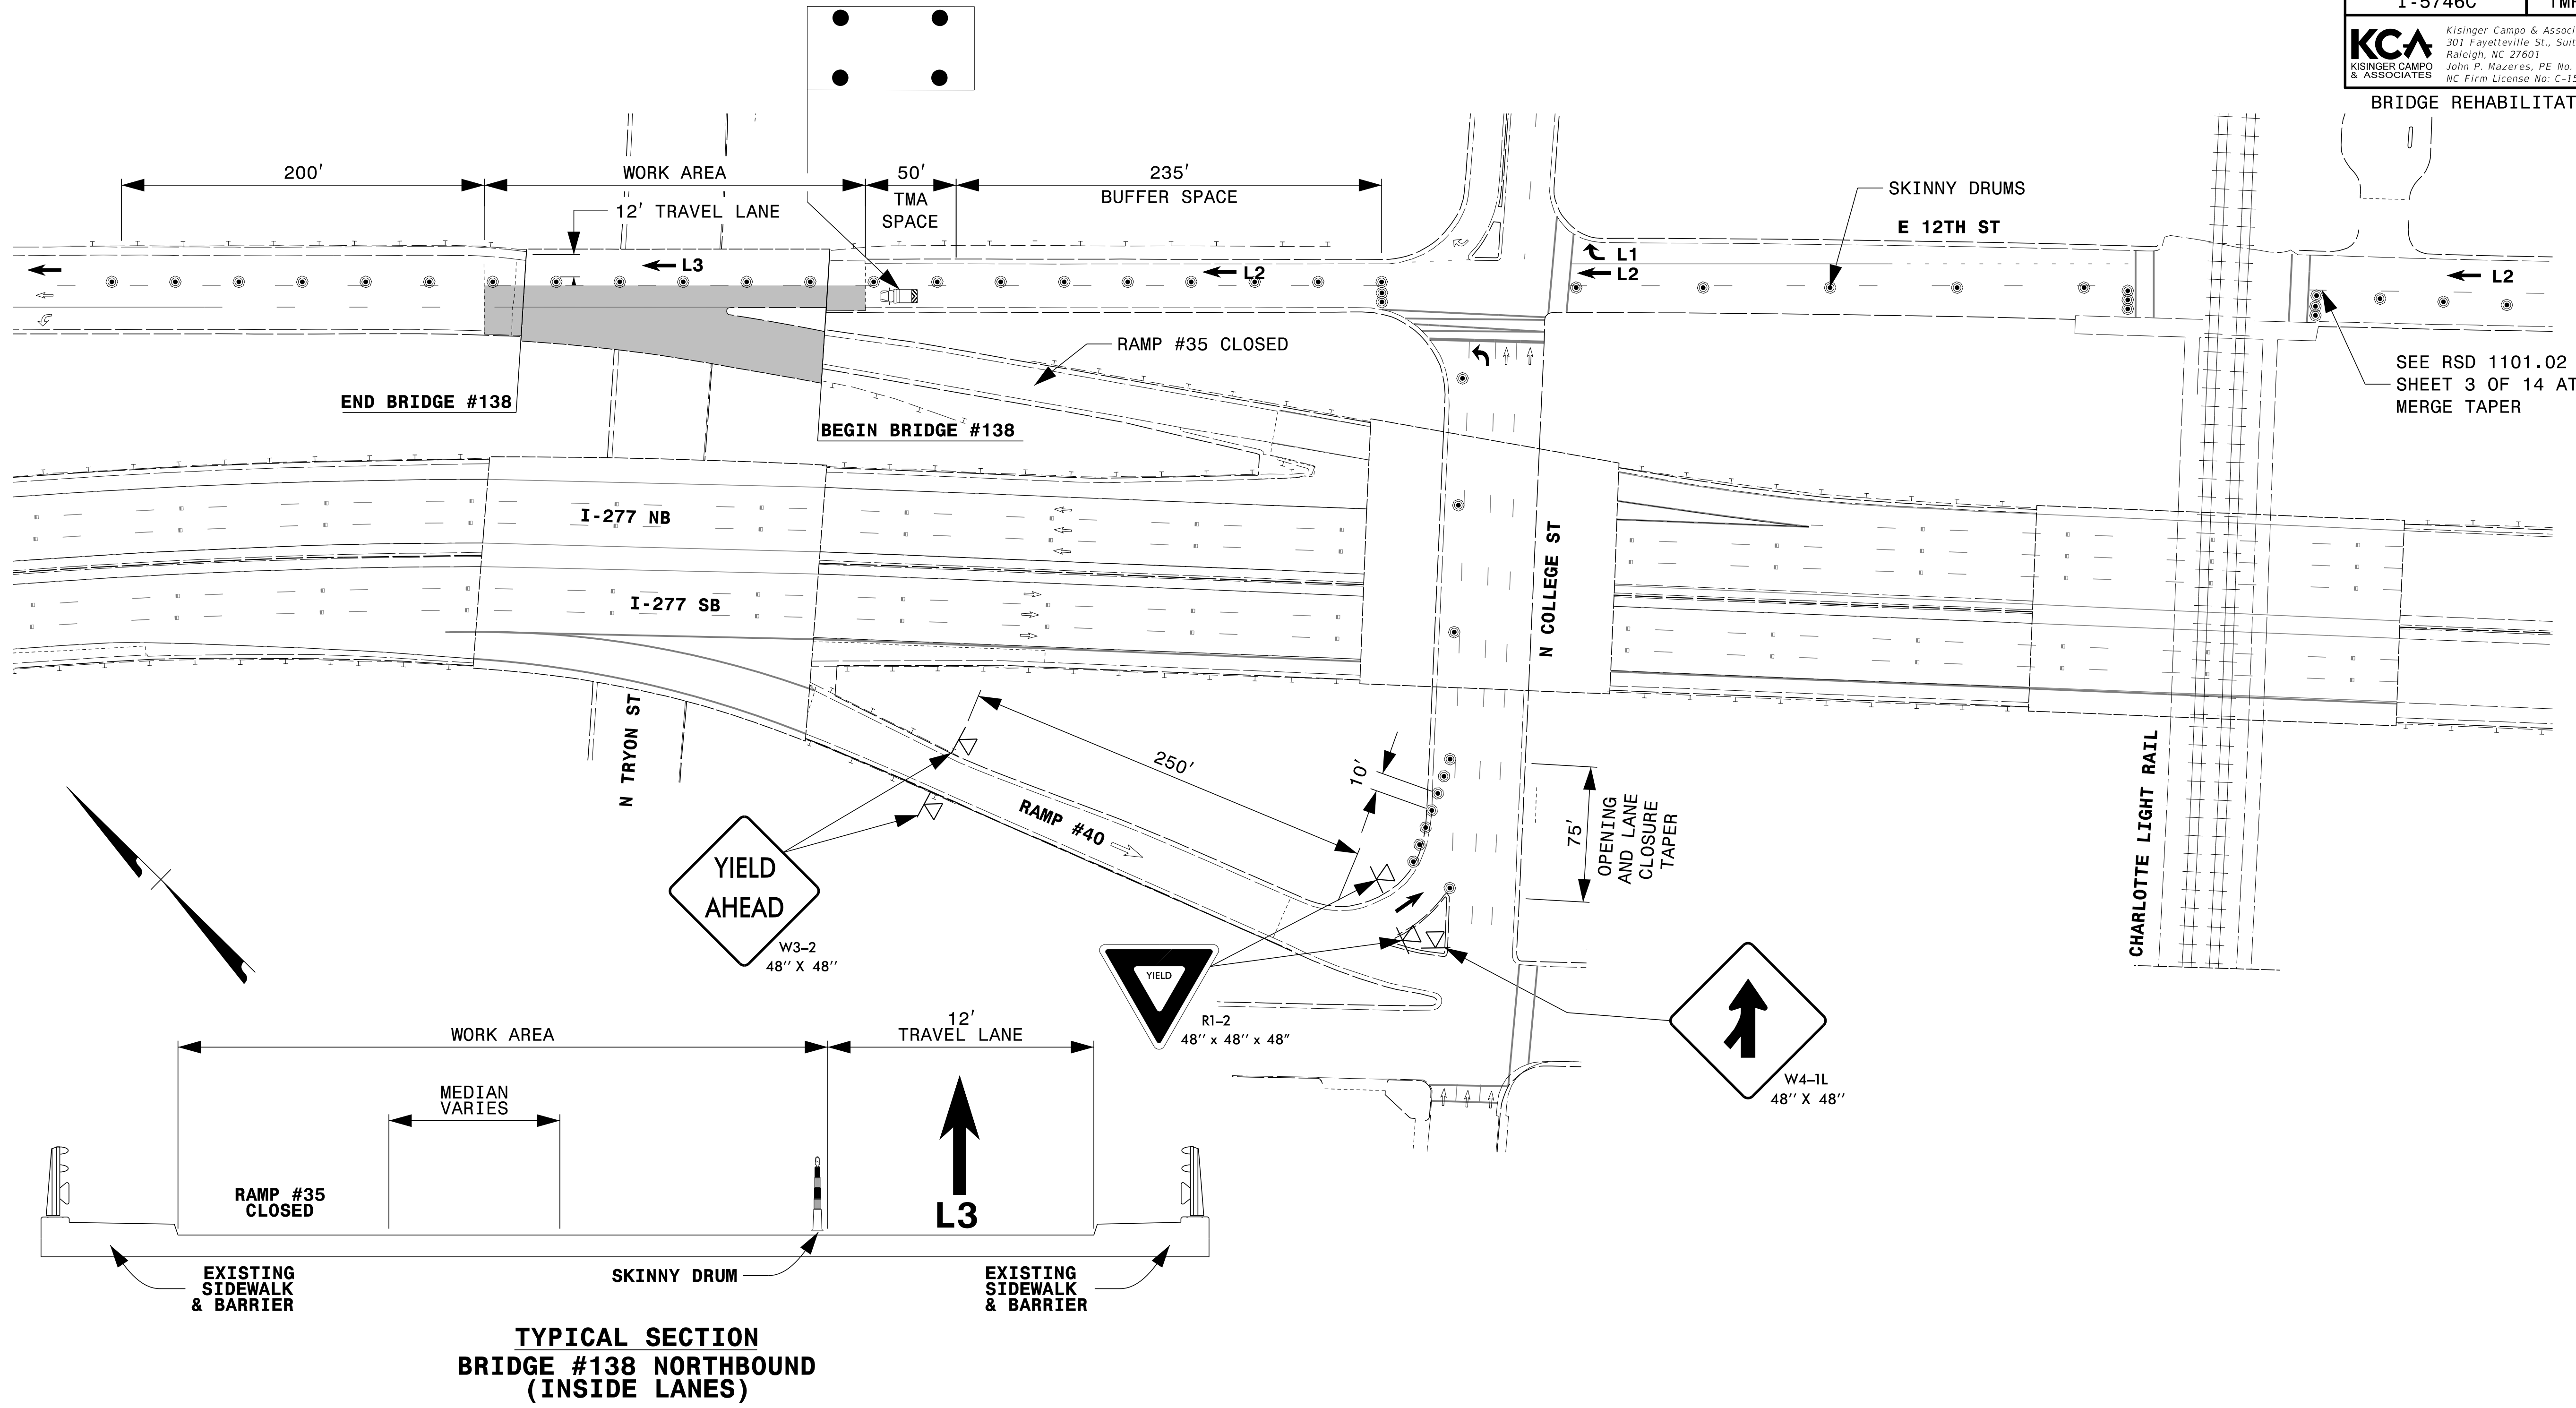 I-5746C
TMP
KCA
KISINGER CAMPO
& ASSOCIATES
Kisinger Campo & Associ
301 Fayetteville St., Suit
Raleigh, NC 27601
John P. Mazeres, PE No.
NC Firm License No: C-15
BRIDGE REHABILITAT
200'
WORK AREA
50'
TMA
SPACE
235'
BUFFER SPACE
12' TRAVEL LANE
SKINNY DRUMS
E 12TH ST
L1
L2
L3
L2
L2
RAMP #35 CLOSED
SEE RSD 1101.02
SHEET 3 OF 14 AT
MERGE TAPER
END BRIDGE #138
BEGIN BRIDGE #138
I-277 NB
I-277 SB
N COLLEGE ST
N TRYON ST
CHARLOTTE LIGHT RAIL
250'
10'
75'
OPENING
AND LANE
CLOSURE
TAPER
RAMP #40
YIELD
AHEAD
W3-2
48'' X 48''
YIELD
R1-2
48'' x 48'' x 48''
W4-1L
48'' X 48''
WORK AREA
12'
TRAVEL LANE
MEDIAN
VARIES
RAMP #35
CLOSED
L3
EXISTING
SIDEWALK
& BARRIER
SKINNY DRUM
EXISTING
SIDEWALK
& BARRIER
TYPICAL SECTION
BRIDGE #138 NORTHBOUND
(INSIDE LANES)